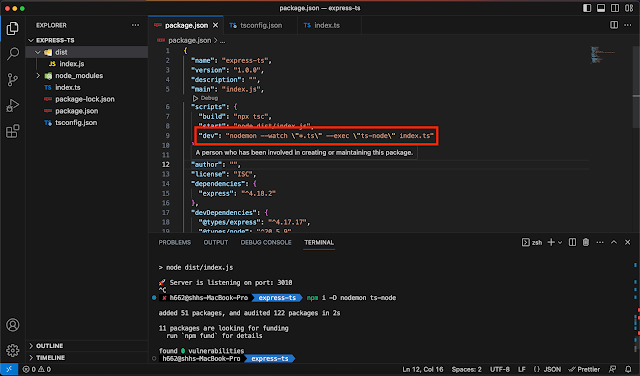 package.json — express-ts
EXPLORER
EXPRESS-TS
dist
index.js
node_modules
index.ts
package-lock.json
package.json
tsconfig.json
OUTLINE
TIMELINE
package.json
tsconfig.json
index.ts
package.json > ...
1 {
2 "name": "express-ts",
3 "version": "1.0.0",
4 "description": "",
5 "main": "index.js",
Debug
6 "scripts": {
7 "build": "npx tsc",
8 "start": "node dist/index.js",
9 "dev": "nodemon --watch \"*.ts\" --exec \"ts-node\" index.ts"
A person who has been involved in creating or maintaining this package.
12 "author": "",
13 "license": "ISC",
14 "dependencies": {
15 "express": "^4.18.2"
16 },
17 "devDependencies": {
18 "@types/express": "^4.17.17",
19 "@types/node": "^20.5.9",
PROBLEMS OUTPUT DEBUG CONSOLE TERMINAL
zsh
> node dist/index.js
🚀 Server is listening on port: 3010
^C
✘ h662@shhs-MacBook-Pro express-ts npm i -D nodemon ts-node
added 51 packages, and audited 122 packages in 2s
11 packages are looking for funding
run `npm fund` for details
found 0 vulnerabilities
h662@shhs-MacBook-Pro express-ts
0 0
Ln 12, Col 16 Spaces: 2 UTF-8 LF {} JSON Prettier